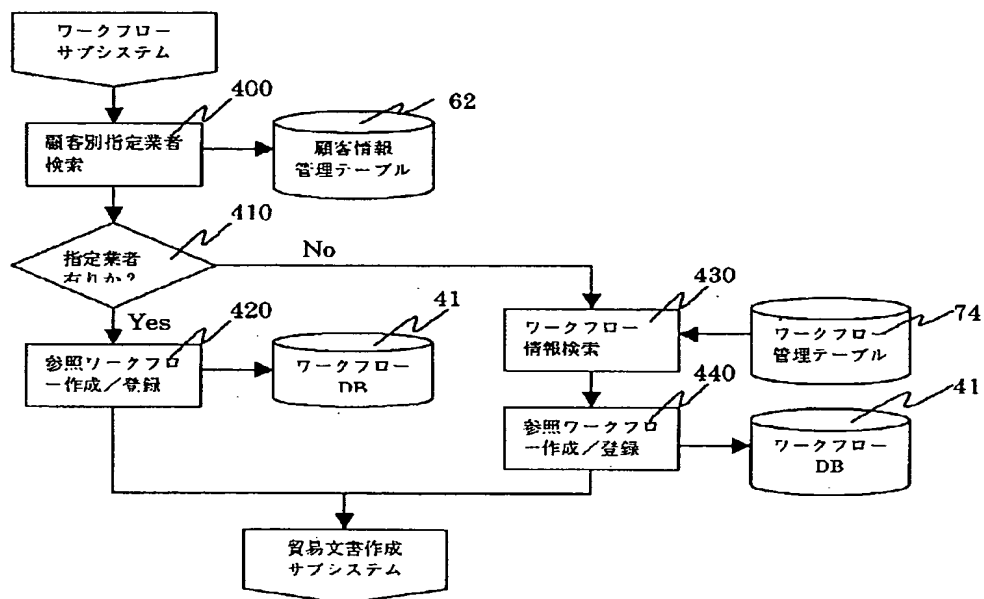 ワークフロー
サブシステム
400
62
顧客別指定業者
検索
顧客情報
管理テーブル
410
指定業者
有りか?
No
Yes
420
41
430
74
参照ワークフロ
ー作成/登録
ワークフロー
DB
ワークフロー
情報検索
ワークフロー
管理テーブル
440
41
参照ワークフロ
ー作成/登録
ワークフロー
DB
貿易文書作成
サブシステム